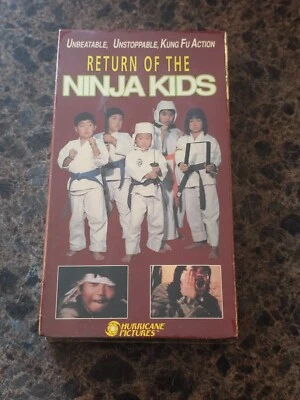 UNBEATABLE, UNSTOPPABLE, KUNG FU ACTION
RETURN OF THE
NINJA KIDS
HURRICANE
PICTURES